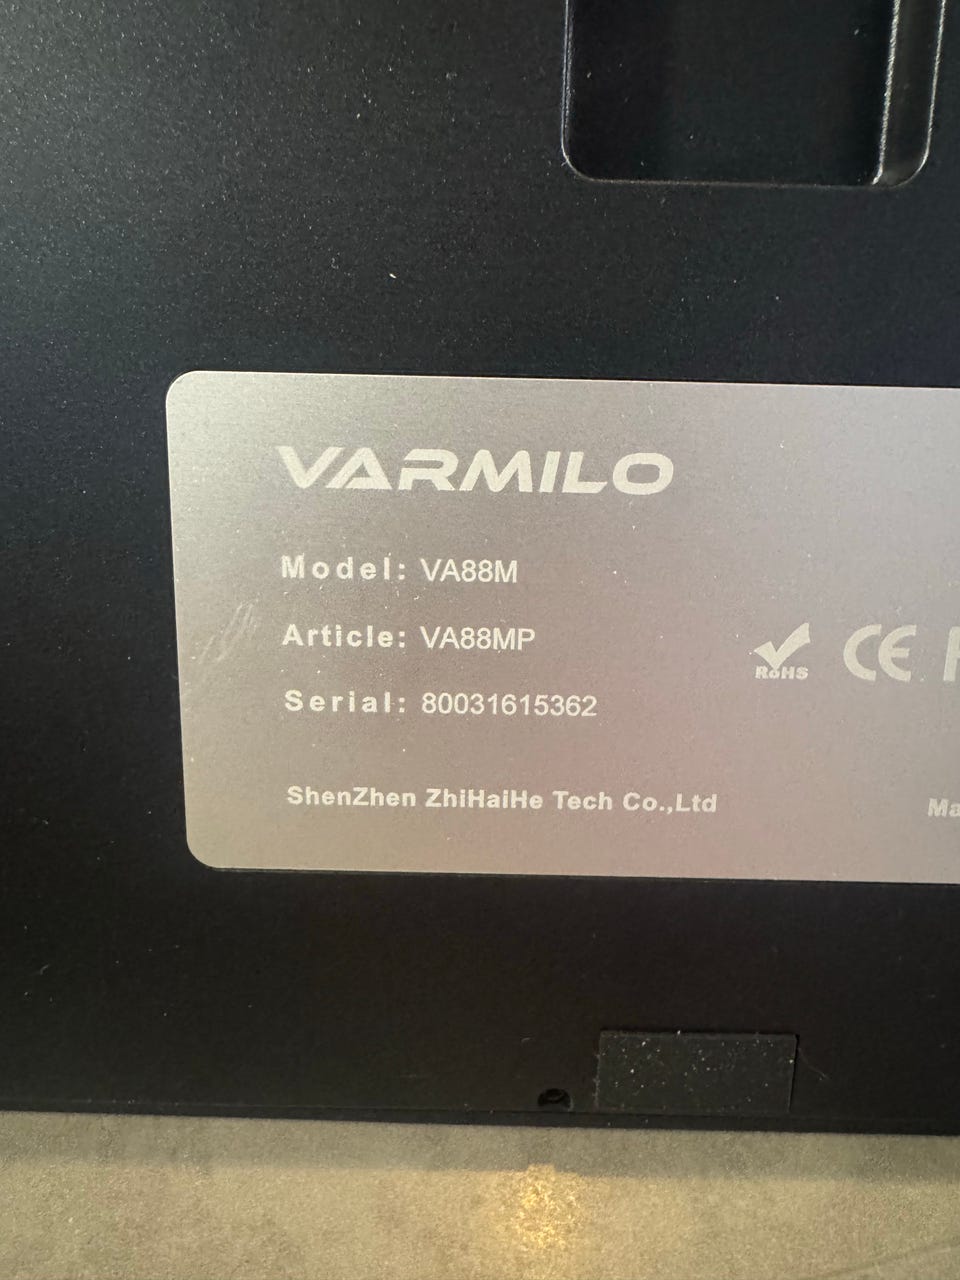 VARMILO
Model: VA88M
Article: VA88MP
Serial: 80031615362
RoHS CE
ShenZhen ZhiHaiHe Tech Co.,Ltd